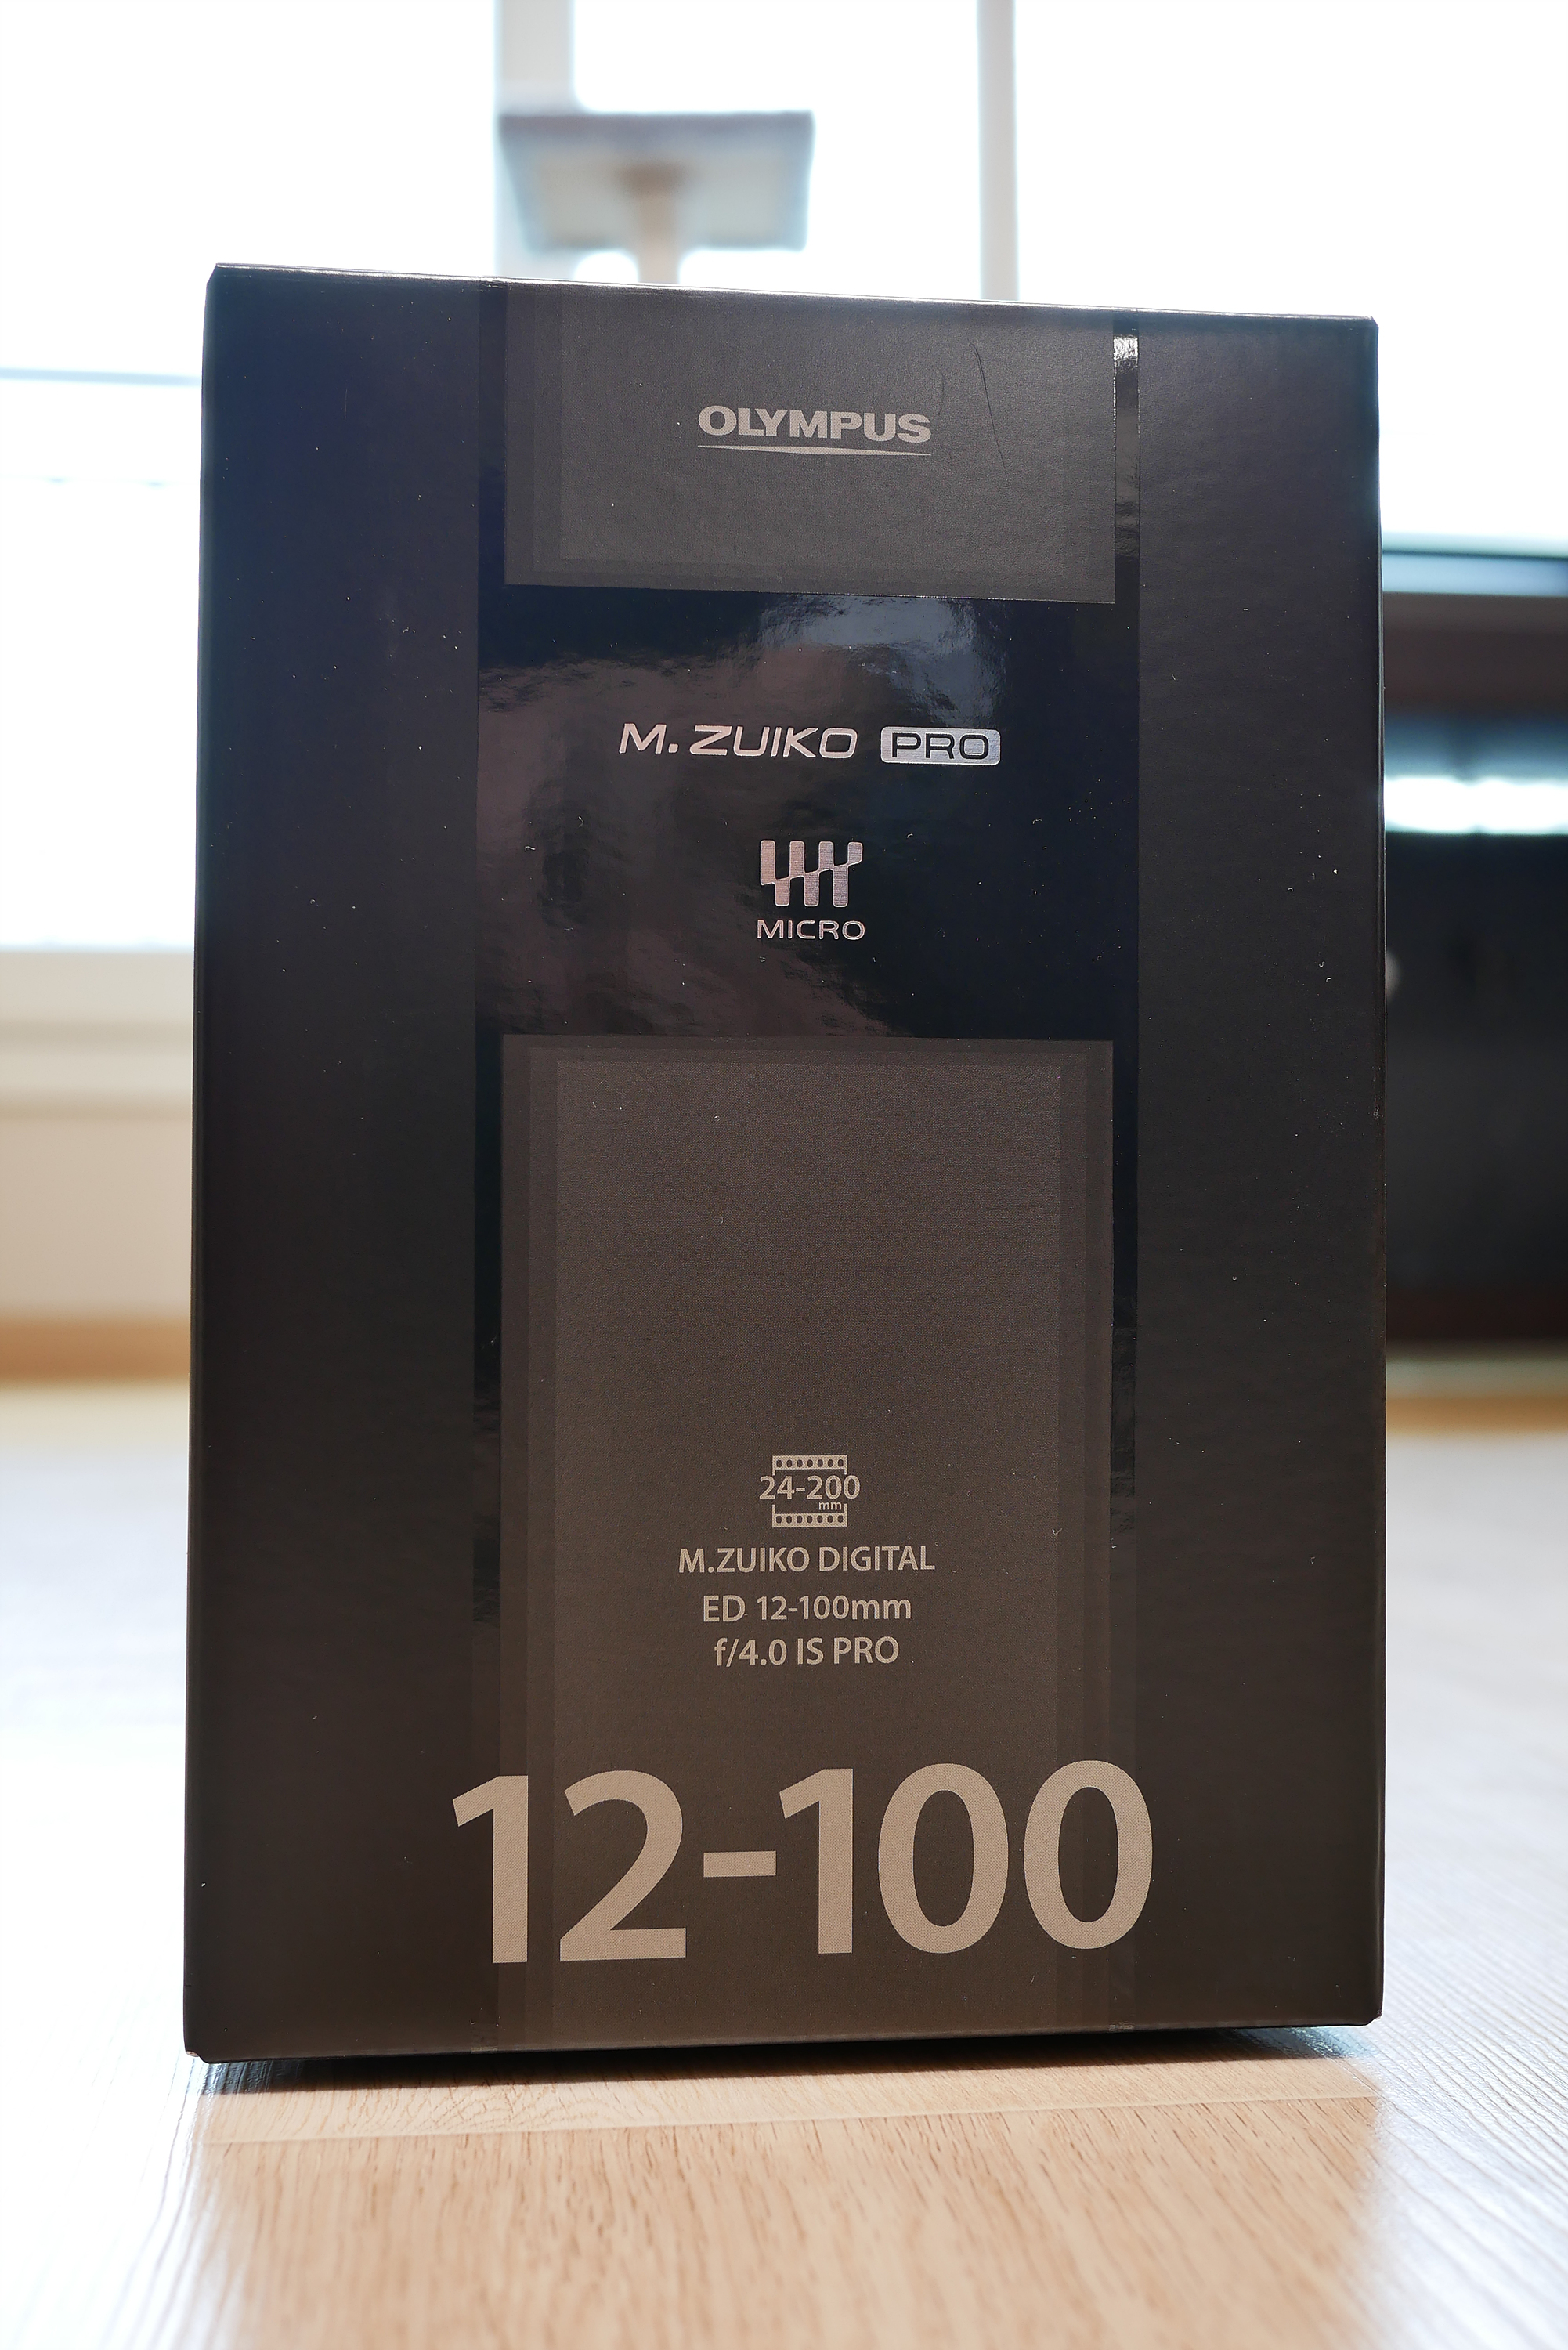 OLYMPUS
M.ZUIKO PRO
MICRO
24-200
mm
M.ZUIKO DIGITAL
ED 12-100mm
f/4.0 IS PRO
12-100